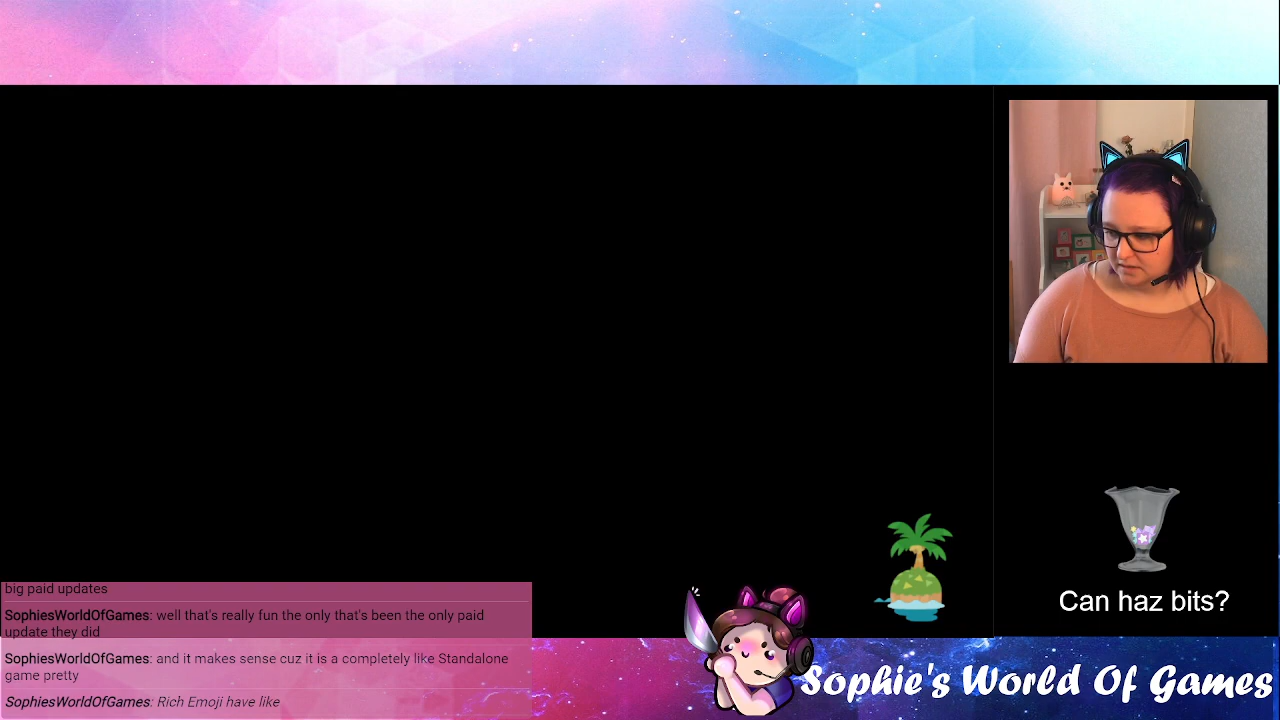 big paid updates
SophiesWorldOfGames: well that's really fun the only that's been the only paid
update they did
SophiesWorldOfGames: and it makes sense cuz it is a completely like Standalone
game pretty
SophiesWorldOfGames: Rich Emoji have like
Can haz bits?
Sophie's World Of Games